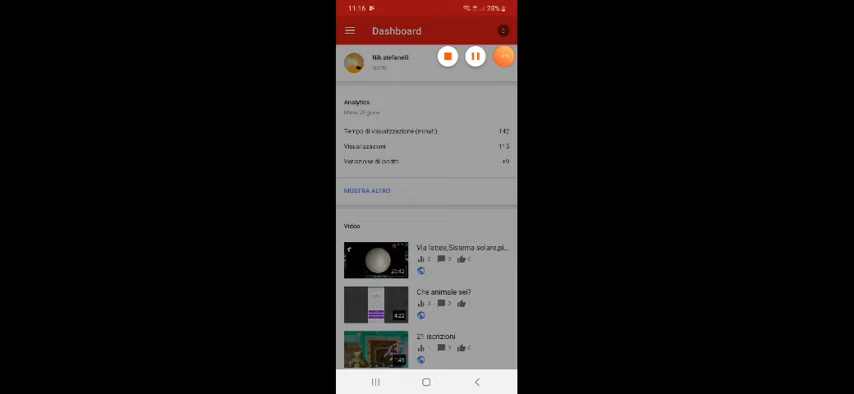 11:16
28%
Dashboard
Nik stefanelli
Analytics
Tempo di visualizzazione (minuti) 142
Visualizzazioni 115
Variazione di iscritti +9
MOSTRA ALTRO
Video
Via lattea,Sistema solare,pi...
Che animale sei?
4:22
21 iscrizioni